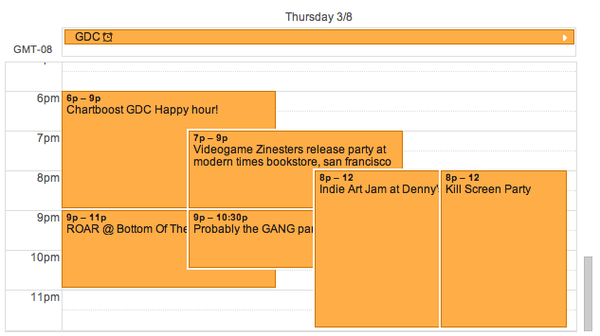 Thursday 3/8
GDC
GMT-08
6pm
7pm
8pm
9pm
10pm
11pm
6p – 9p
Chartboost GDC Happy hour!
7p – 9p
Videogame Zinesters release party at
modern times bookstore, san francisco
8p – 12
Indie Art Jam at Denny'
8p – 12
Kill Screen Party
9p – 11p
ROAR @ Bottom Of The
9p – 10:30p
Probably the GANG par